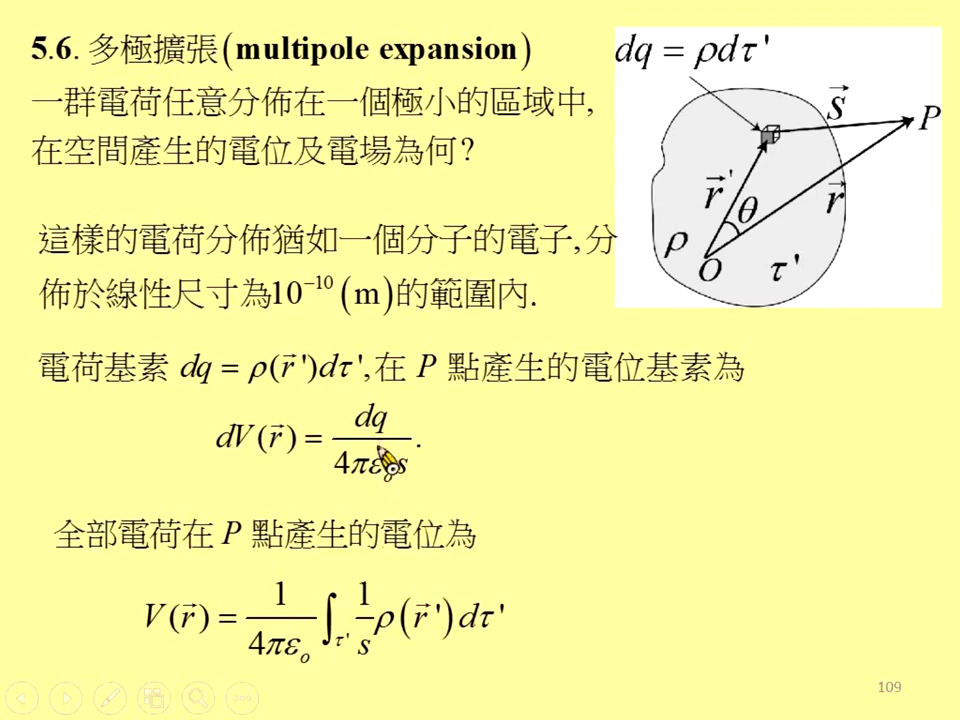 5.6. 多極擴張(multipole expansion)
一群電荷任意分佈在一個極小的區域中,
在空間產生的電位及電場為何?
dq = ρdτ'
s⃗
P
r⃗'
θ
r⃗
ρ
O
τ'
這樣的電荷分佈猶如一個分子的電子,分
佈於線性尺寸為10⁻¹⁰(m)的範圍內.
電荷基素 dq = ρ(r⃗')dτ',在 P 點產生的電位基素為
dV(r⃗) = dq / 4πε₀s .
全部電荷在 P 點產生的電位為
V(r⃗) = 1/4πε₀ ∫τ' 1/s ρ(r⃗')dτ'
109